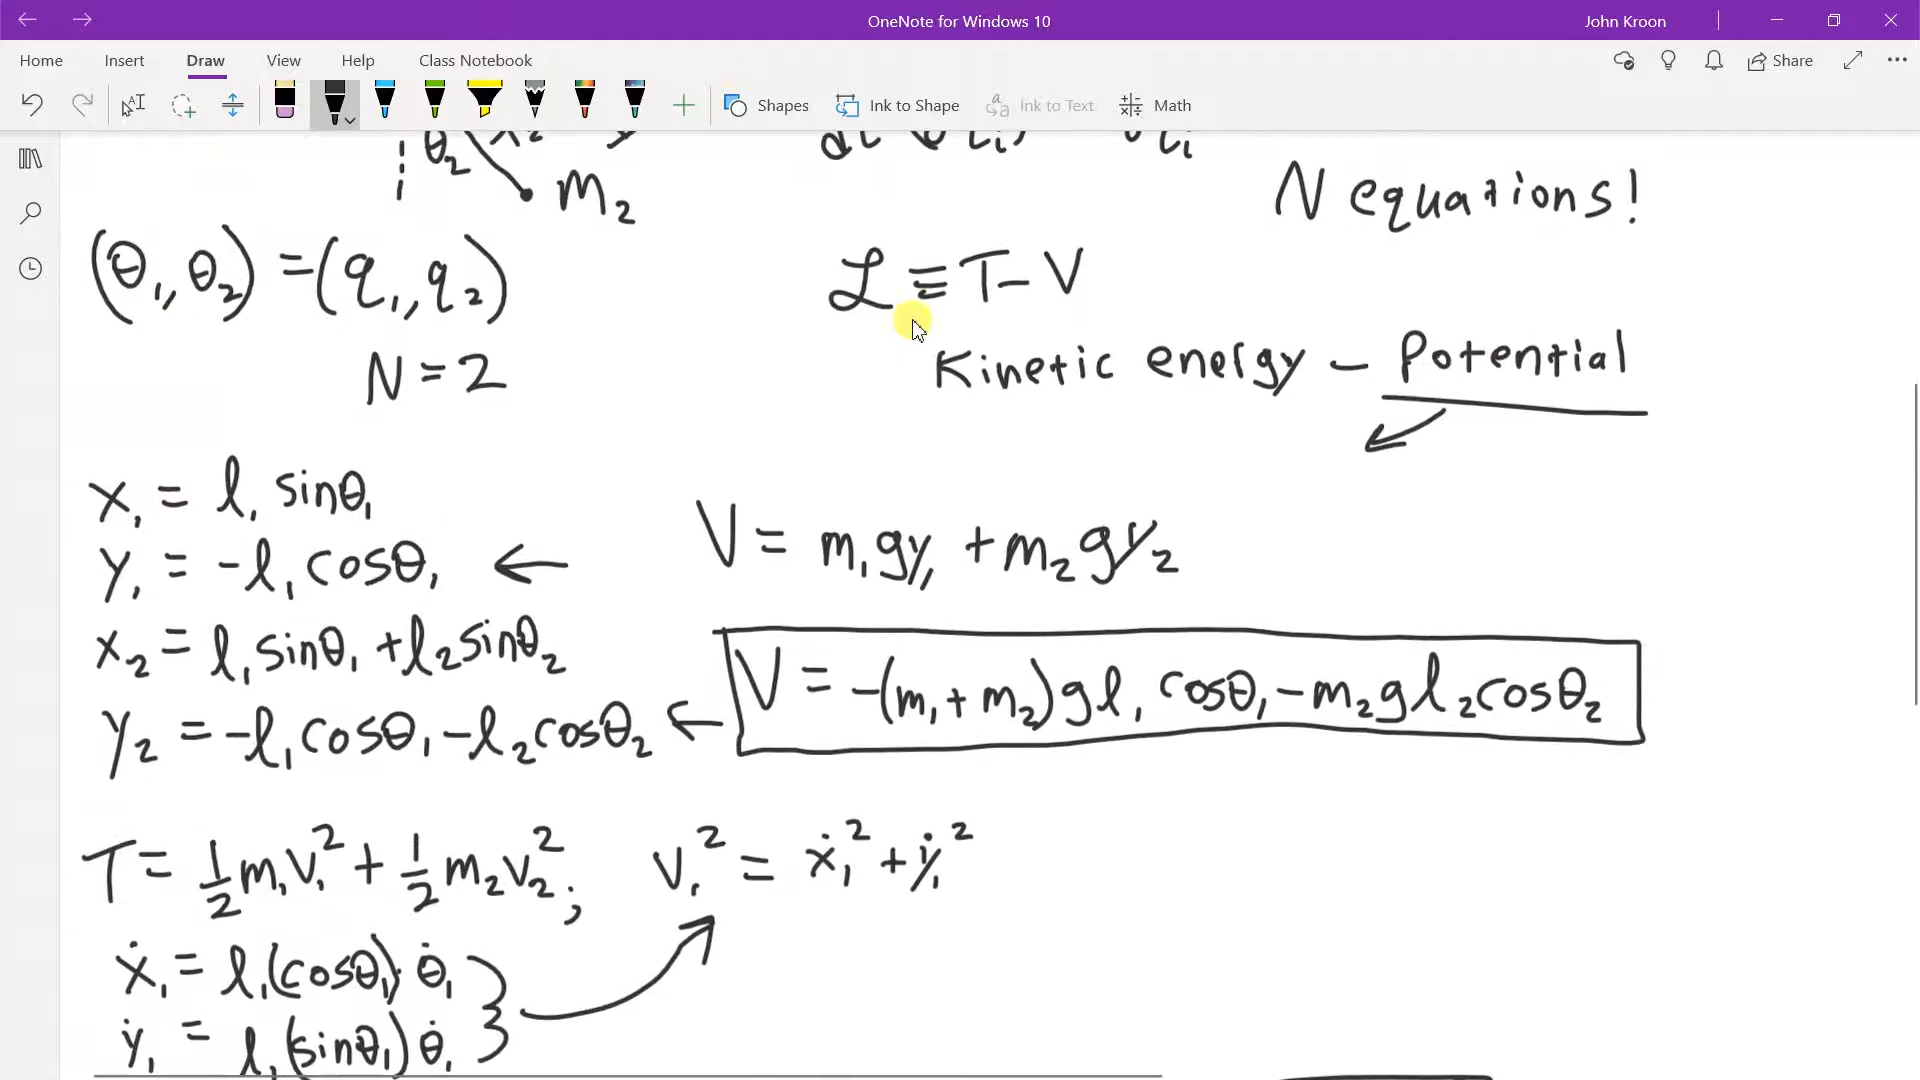 OneNote for Windows 10
John Kroon
Home Insert Draw View Help Class Notebook
Share
Shapes Ink to Shape Ink to Text Math
θ₂
m₂
N equations!
(θ₁, θ₂) = (q₁, q₂)
ℒ ≡ T - V
N = 2
Kinetic energy - Potential
x₁ = l₁ sinθ₁
y₁ = -l₁ cosθ₁ ←
x₂ = l₁ sinθ₁ + l₂ sinθ₂
y₂ = -l₁ cosθ₁ - l₂ cosθ₂ ←
V = m₁gy₁ + m₂gy₂
V = -(m₁ + m₂)gl₁ cosθ₁ - m₂gl₂cosθ₂
T = ½m₁v₁² + ½m₂v₂²; v₁² = ẋ₁² + ẏ₁²
ẋ₁ = l₁(cosθ₁)·θ̇₁
ẏ₁ = l₁(sinθ₁)θ̇₁